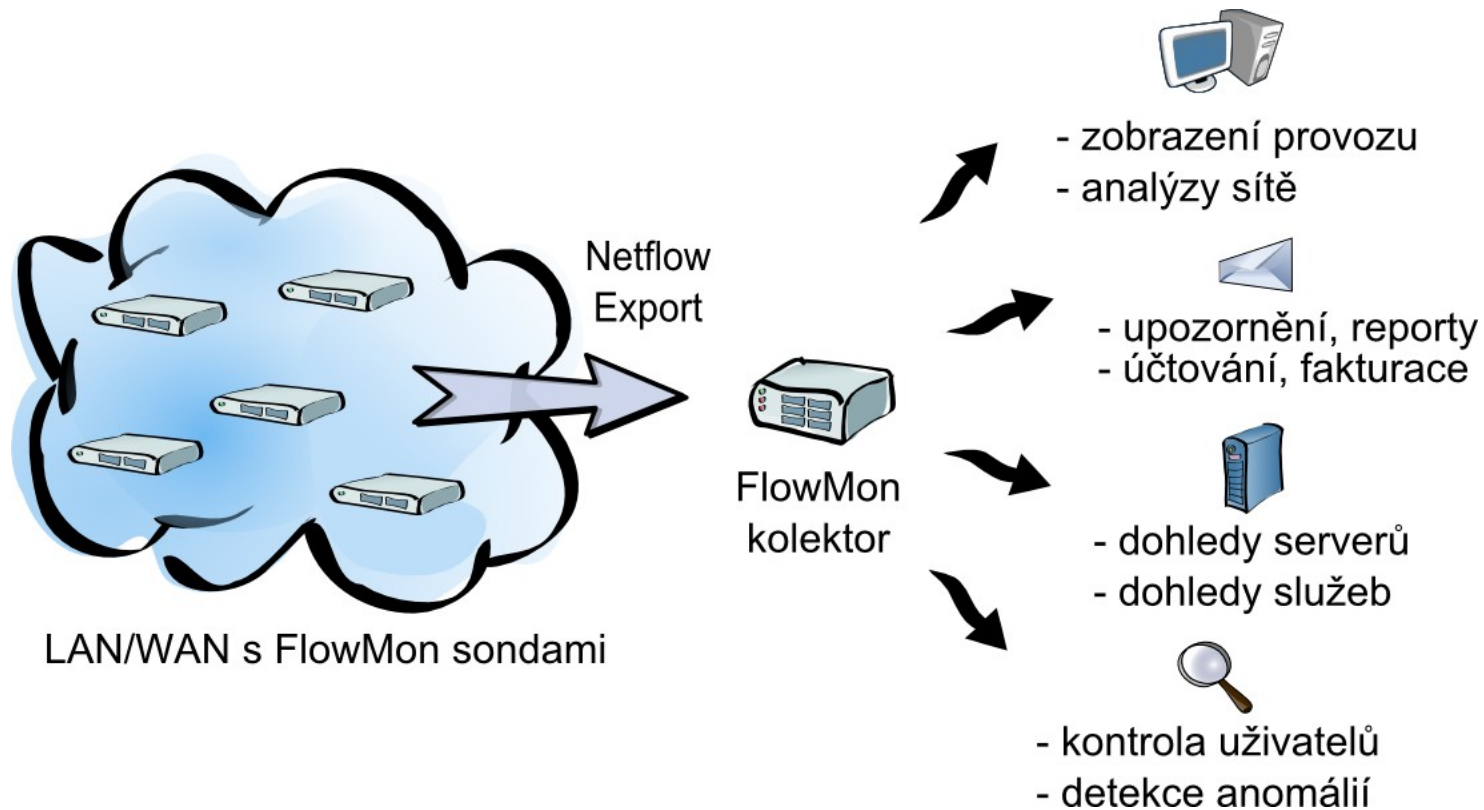 - zobrazení provozu
- analýzy sítě
Netflow
Export
- upozornění, reporty
- účtování, fakturace
FlowMon
kolektor
- dohledy serverů
- dohledy služeb
LAN/WAN s FlowMon sondami
- kontrola uživatelů
- detekce anomálií